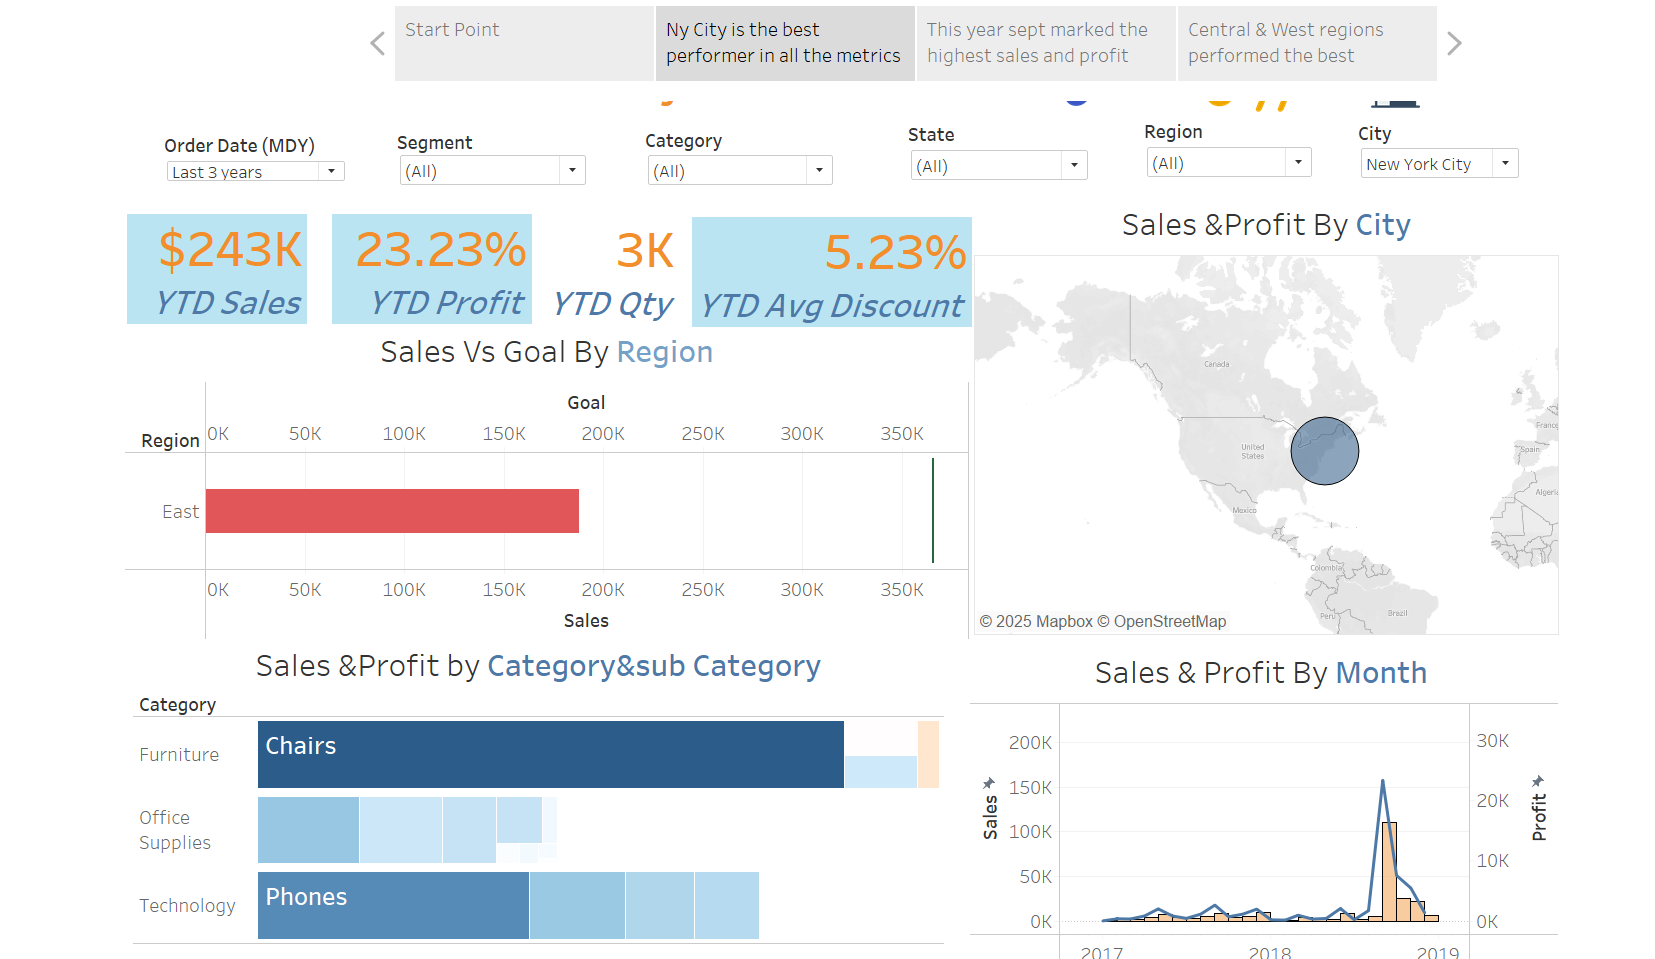 Start Point
Ny City is the best
performer in all the metrics
This year sept marked the
highest sales and profit
Central & West regions
performed the best
Order Date (MDY)
Segment
Category
State
Region
City
Last 3 years
(All)
(All)
(All)
(All)
New York City
$243K
YTD Sales
23.23%
YTD Profit
3K
YTD Qty
5.23%
YTD Avg Discount
Sales &Profit By City
Canada
United
States
Mexico
Colombia
Peru
Brazil
Spain
© 2025 Mapbox © OpenStreetMap
Sales Vs Goal By Region
Goal
Region
0K 50K 100K 150K 200K 250K 300K 350K
East
0K 50K 100K 150K 200K 250K 300K 350K
Sales
Sales &Profit by Category&sub Category
Category
Furniture
Chairs
Office
Supplies
Technology
Phones
Sales & Profit By Month
Sales
200K
150K
100K
50K
0K
30K
20K
10K
0K
Profit
2017 2018 2019